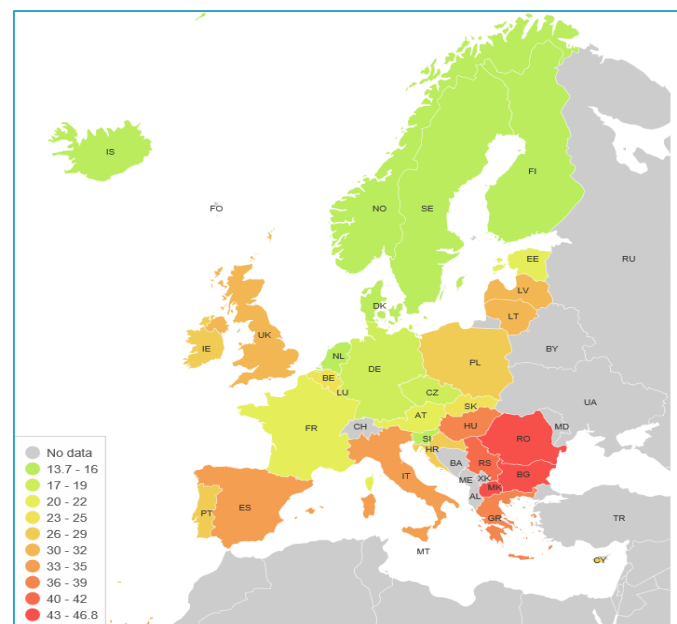 IS
FI
NO
SE
FO
RU
EE
LV
DK
LT
UK
IE
BY
NL
PL
DE
BE
LU
CZ
UA
SK
FR
AT
HU
MD
CH
SI
RO
HR
No data
13.7 - 16
17 - 19
20 - 22
23 - 25
26 - 29
30 - 32
33 - 35
36 - 39
40 - 42
43 - 46.8
BA
RS
IT
ME
XK
BG
MK
AL
PT
ES
GR
TR
MT
CY